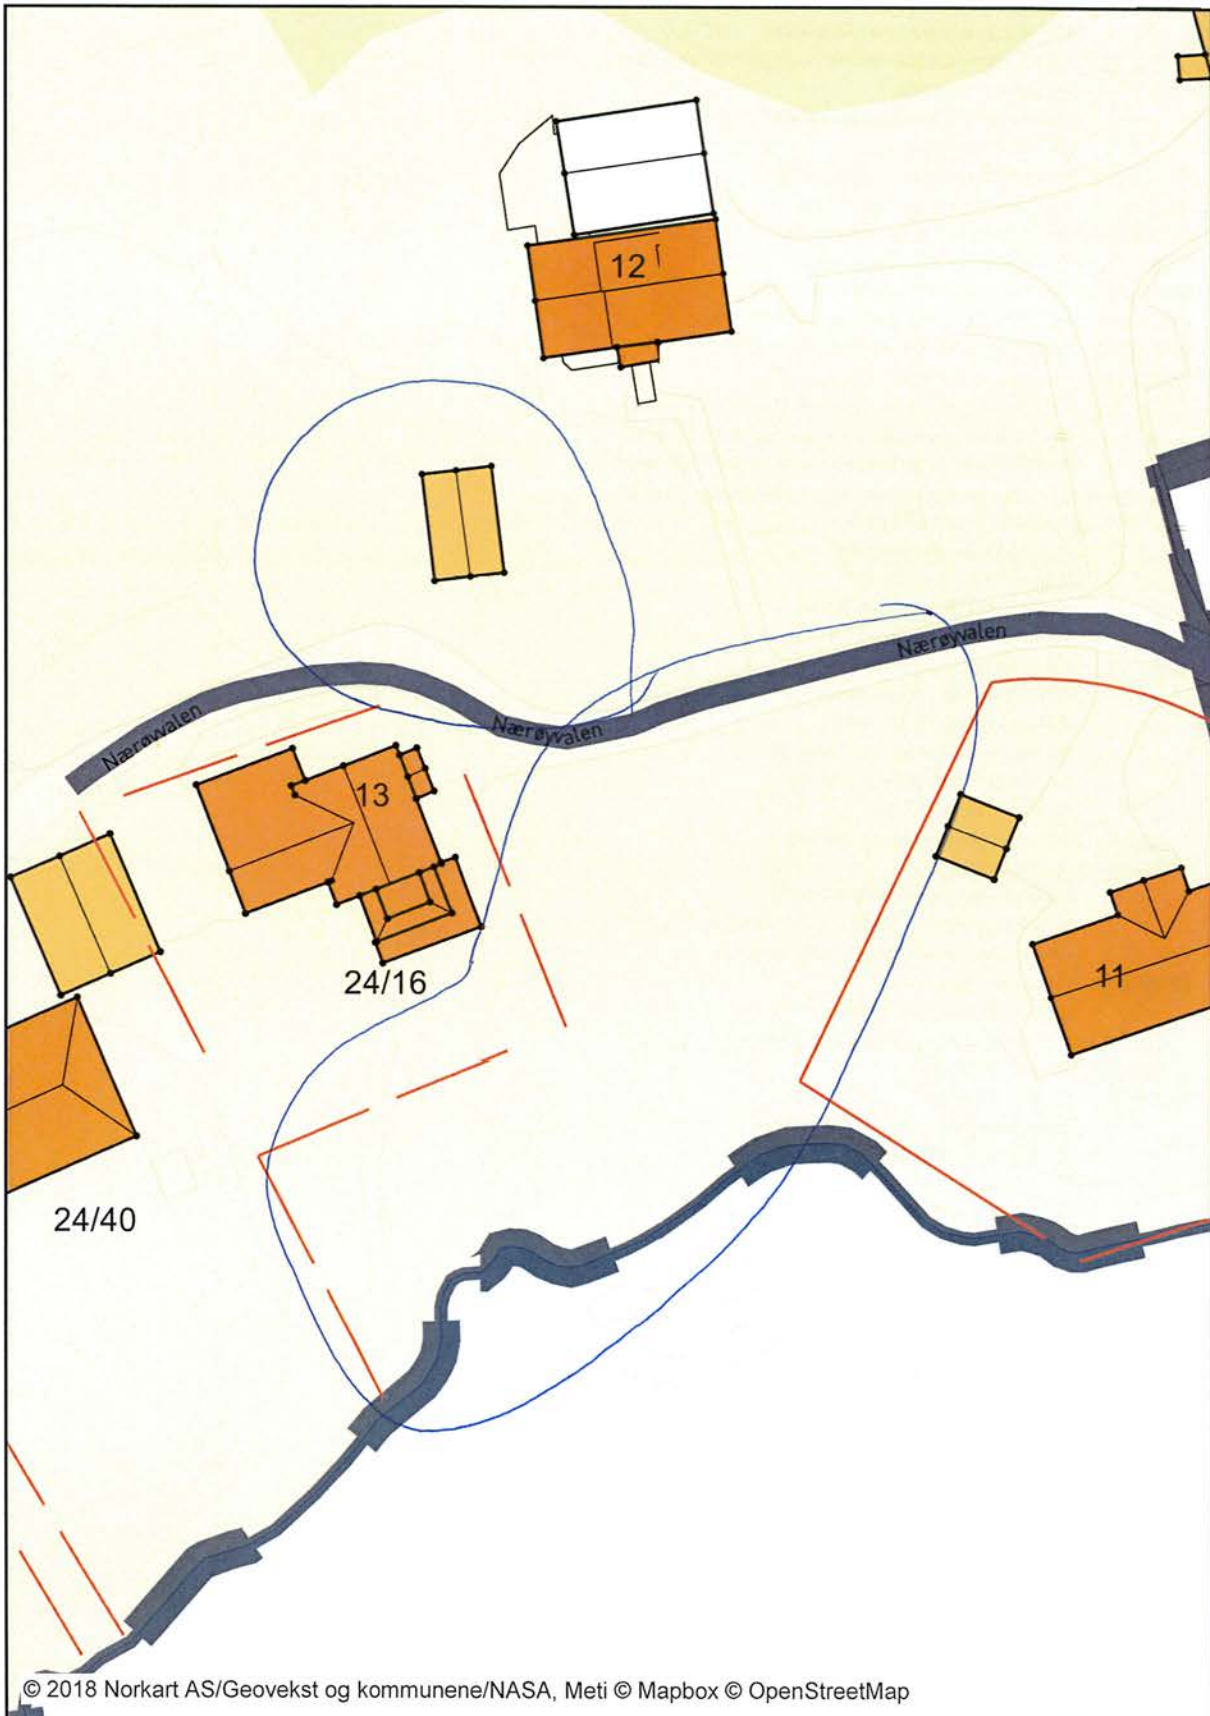 12
Nærøyvalen
Nærøyvalen
Nærøyvalen
13
24/16
11
24/40
© 2018 Norkart AS/Geovekst og kommunene/NASA, Meti © Mapbox © OpenStreetMap